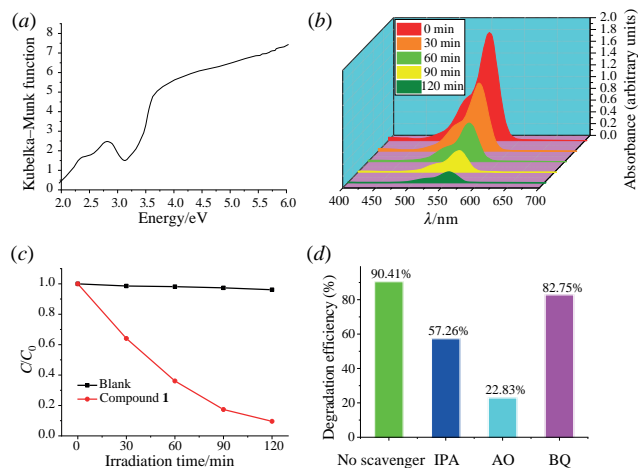 (a)
Kubelka–Munk function
8
7
6
5
4
3
2
1
0
2.0 2.5 3.0 3.5 4.0 4.5 5.0 5.5 6.0
Energy/eV
(b)
0 min
30 min
60 min
90 min
120 min
2.0
1.8
1.6
1.4
1.2
1.0
0.8
0.6
0.4
0.2
0.0
Absorbance (arbitrary units)
400 450 500 550 600 650 700
λ/nm
(c)
C/C0
1.0
0.8
0.6
0.4
0.2
0.0
Blank
Compound 1
0 30 60 90 120
Irradiation time/min
(d)
Degradation efficiency (%)
80
60
40
20
0
90.41%
57.26%
22.83%
82.75%
No scavenger IPA AO BQ